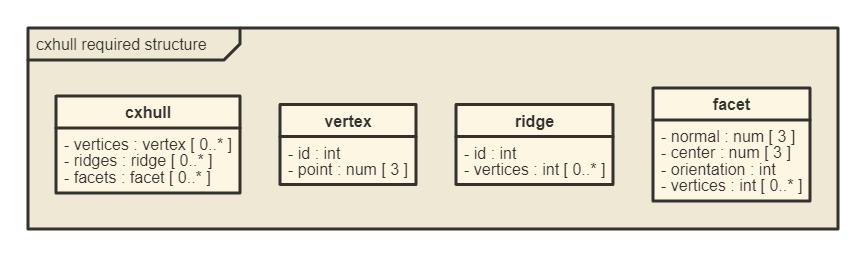 cxhull required structure
cxhull
- vertices : vertex [ 0..* ]
- ridges : ridge [ 0..* ]
- facets : facet [ 0..* ]
vertex
- id : int
- point : num [ 3 ]
ridge
- id : int
- vertices : int [ 0..* ]
facet
- normal : num [ 3 ]
- center : num [ 3 ]
- orientation : int
- vertices : int [ 0..* ]